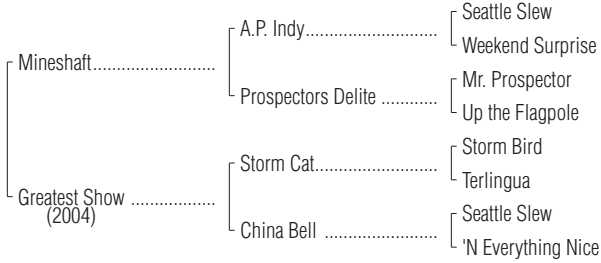 Seattle Slew
A.P. Indy..............................
Weekend Surprise
Mineshaft............................
Mr. Prospector
Prospectors Delite .............
Up the Flagpole
Storm Bird
Storm Cat............................
Terlingua
Greatest Show ...................
(2004)
Seattle Slew
China Bell ..........................
'N Everything Nice